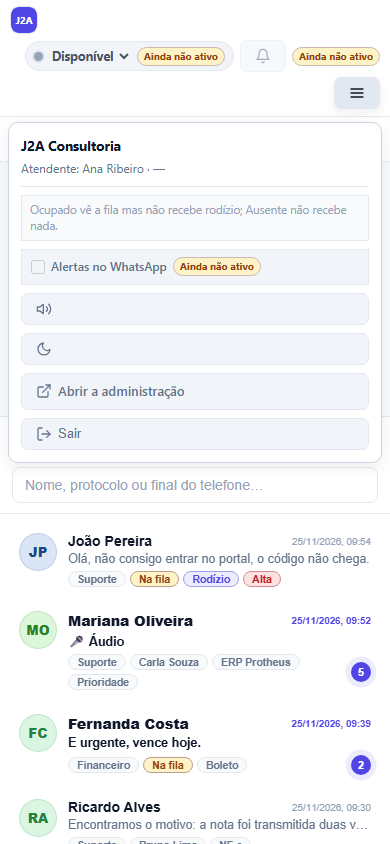 J2A
Disponível
Ainda não ativo
Ainda não ativo
J2A Consultoria
Atendente: Ana Ribeiro · —
Ocupado vê a fila mas não recebe rodízio; Ausente não recebe
nada.
Alertas no WhatsApp
Ainda não ativo
Abrir a administração
Sair
Nome, protocolo ou final do telefone...
JP
João Pereira
25/11/2026, 09:54
Olá, não consigo entrar no portal, o código não chega.
Suporte
Na fila
Rodízio
Alta
MO
Mariana Oliveira
25/11/2026, 09:52
🎤 Áudio
Suporte
Carla Souza
ERP Protheus
Prioridade
5
FC
Fernanda Costa
25/11/2026, 09:39
E urgente, vence hoje.
Financeiro
Na fila
Boleto
2
RA
Ricardo Alves
25/11/2026, 09:30
Encontramos o motivo: a nota foi transmitida duas v...
Suporte
Bruno Lima
NF-e